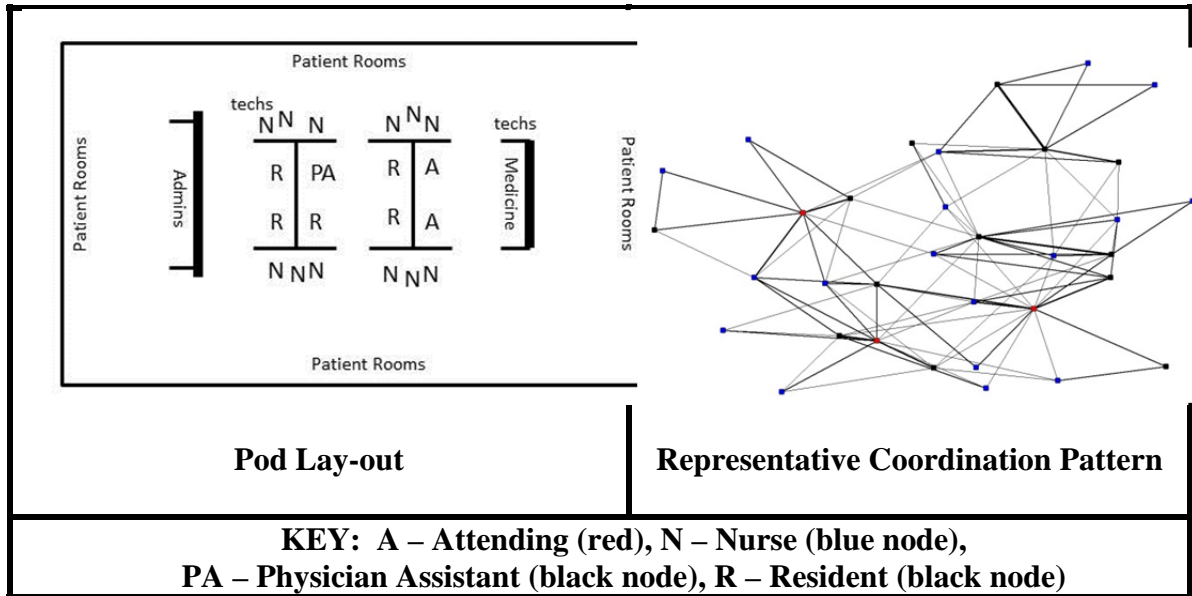 Patient Rooms
techs
N N N
N N N
techs
Patient Rooms
Admins
R PA
R A
Medicine
Patient Rooms
R R
R A
N N N
N N N
Patient Rooms
Pod Lay-out
Representative Coordination Pattern
KEY: A – Attending (red), N – Nurse (blue node),
PA – Physician Assistant (black node), R – Resident (black node)